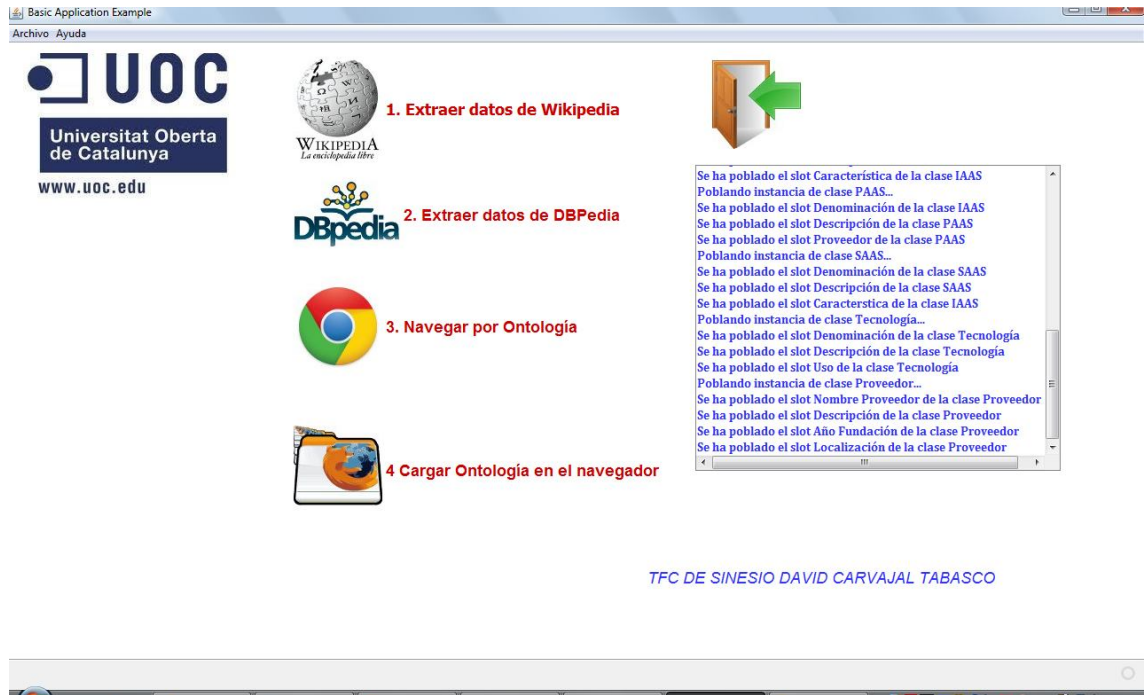 Basic Application Example
Archivo Ayuda
UOC
Universitat Oberta
de Catalunya
www.uoc.edu
WIKIPEDIA
La enciclopedia libre
1. Extraer datos de Wikipedia
DBpedia
2. Extraer datos de DBPedia
3. Navegar por Ontología
4 Cargar Ontología en el navegador
Se ha poblado el slot Característica de la clase IAAS
Poblando instancia de clase PAAS...
Se ha poblado el slot Denominación de la clase IAAS
Se ha poblado el slot Descripción de la clase PAAS
Se ha poblado el slot Proveedor de la clase PAAS
Poblando instancia de clase SAAS...
Se ha poblado el slot Denominación de la clase SAAS
Se ha poblado el slot Descripción de la clase SAAS
Se ha poblado el slot Caracterstica de la clase IAAS
Poblando instancia de clase Tecnología...
Se ha poblado el slot Denominación de la clase Tecnología
Se ha poblado el slot Descripción de la clase Tecnología
Se ha poblado el slot Uso de la clase Tecnología
Poblando instancia de clase Proveedor...
Se ha poblado el slot Nombre Proveedor de la clase Proveedor
Se ha poblado el slot Descripción de la clase Proveedor
Se ha poblado el slot Año Fundación de la clase Proveedor
Se ha poblado el slot Localización de la clase Proveedor
TFC DE SINESIO DAVID CARVAJAL TABASCO